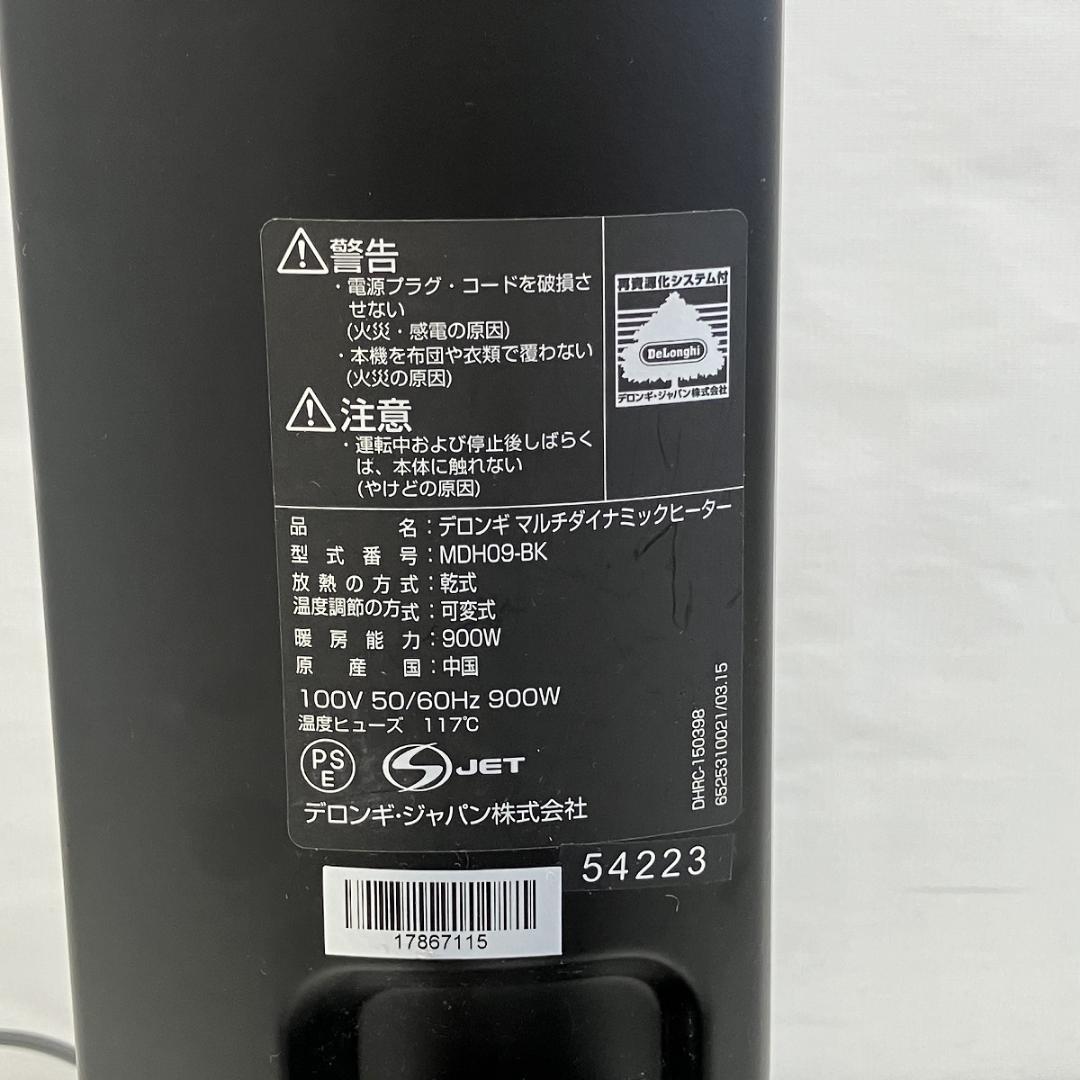 警告
・電源プラグ・コードを破損さ
せない
(火災・感電の原因)
・本機を布団や衣類で覆わない
(火災の原因)
注意
・運転中および停止後しばらく
は、本体に触れない
(やけどの原因)
再資源化システム付
DeLonghi
デロンギ・ジャパン株式会社
品名：デロンギ マルチダイナミックヒーター
型式番号：MDH09-BK
放熱の方式：乾式
温度調節の方式：可変式
暖房能力：900W
原産国：中国
100V 50/60Hz 900W
温度ヒューズ 117℃
PS
E
S JET
デロンギ・ジャパン株式会社
DHRC-150398
6525310021/03.15
54223
17867115